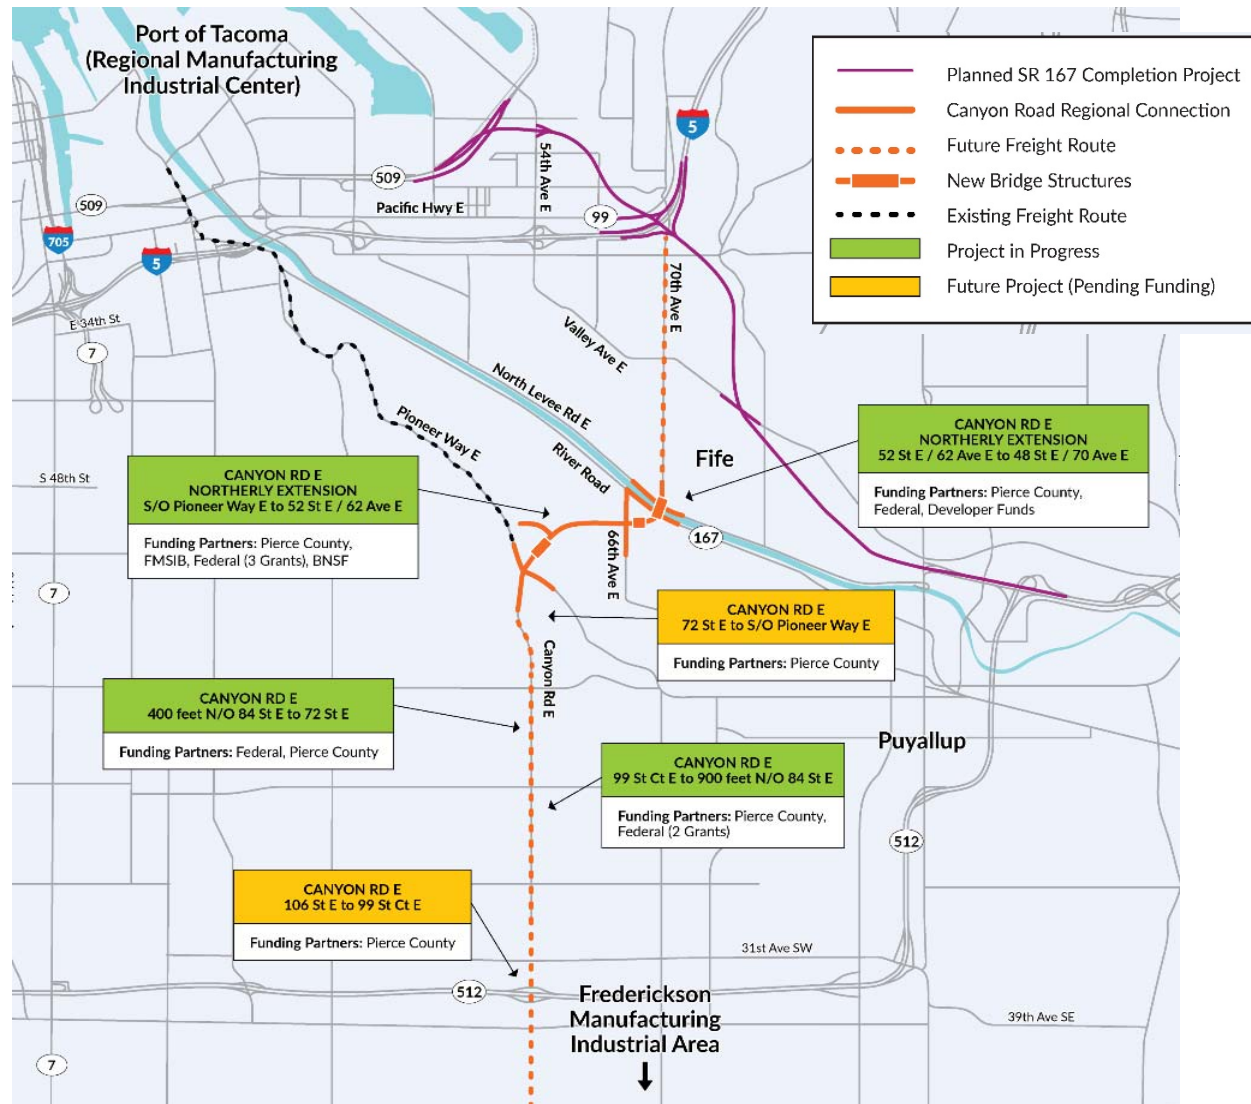 Port of Tacoma
(Regional Manufacturing
Industrial Center)
Planned SR 167 Completion Project
Canyon Road Regional Connection
Future Freight Route
New Bridge Structures
Existing Freight Route
Project in Progress
Future Project (Pending Funding)
5
54th Ave E
509
Pacific Hwy E
509
99
705
5
70th Ave E
E 34th St
7
Valley Ave E
North Levee Rd E
Pioneer Way E
River Road
Fife
CANYON RD E
NORTHERLY EXTENSION
52 St E / 62 Ave E to 48 St E / 70 Ave E
Funding Partners: Pierce County,
Federal, Developer Funds
S 48th St
CANYON RD E
NORTHERLY EXTENSION
S/O Pioneer Way E to 52 St E / 62 Ave E
Funding Partners: Pierce County,
FMSIB, Federal (3 Grants), BNSF
167
66th Ave E
7
CANYON RD E
72 St E to S/O Pioneer Way E
Funding Partners: Pierce County
Canyon Rd E
CANYON RD E
400 feet N/O 84 St E to 72 St E
Funding Partners: Federal, Pierce County
Puyallup
CANYON RD E
99 St Ct E to 900 feet N/O 84 St E
Funding Partners: Pierce County,
Federal (2 Grants)
512
CANYON RD E
106 St E to 99 St Ct E
Funding Partners: Pierce County
31st Ave SW
512
Frederickson
Manufacturing
Industrial Area
39th Ave SE
7